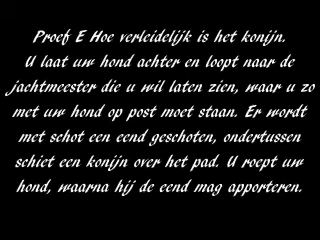 Proef E Hoe verleidelijk is het konijn.
U laat uw hond achter en loopt naar de
jachtmeester die u wil laten zien, waar u zo
met uw hond op post moet staan. Er wordt
met schot een eend geschoten, ondertussen
schiet een konijn over het pad. U roept uw
hond, waarna hij de eend mag apporteren.